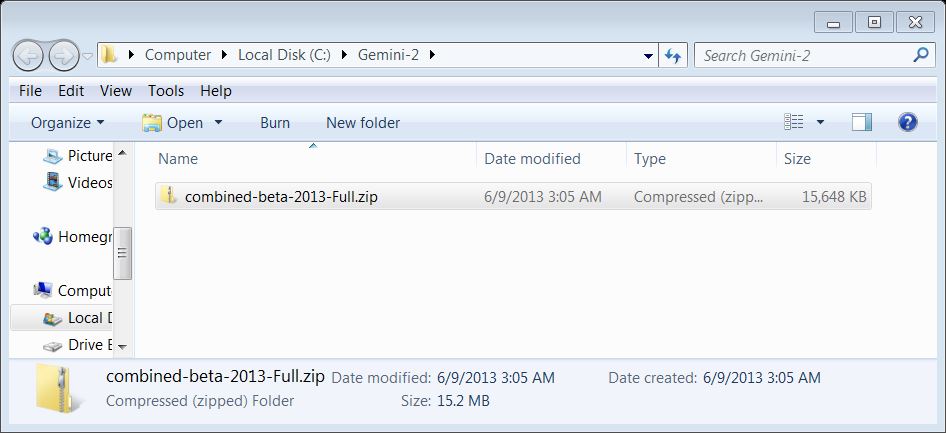 Computer Local Disk (C:) Gemini-2 Search Gemini-2
File Edit View Tools Help
Organize Open Burn New folder ?
Name Date modified Type Size
Picture
Videos
combined-beta-2013-Full.zip 6/9/2013 3:05 AM Compressed (zipp... 15,648 KB
Homegr
Comput
Local D
Drive E
combined-beta-2013-Full.zip Date modified: 6/9/2013 3:05 AM Date created: 6/9/2013 3:05 AM
Compressed (zipped) Folder Size: 15.2 MB